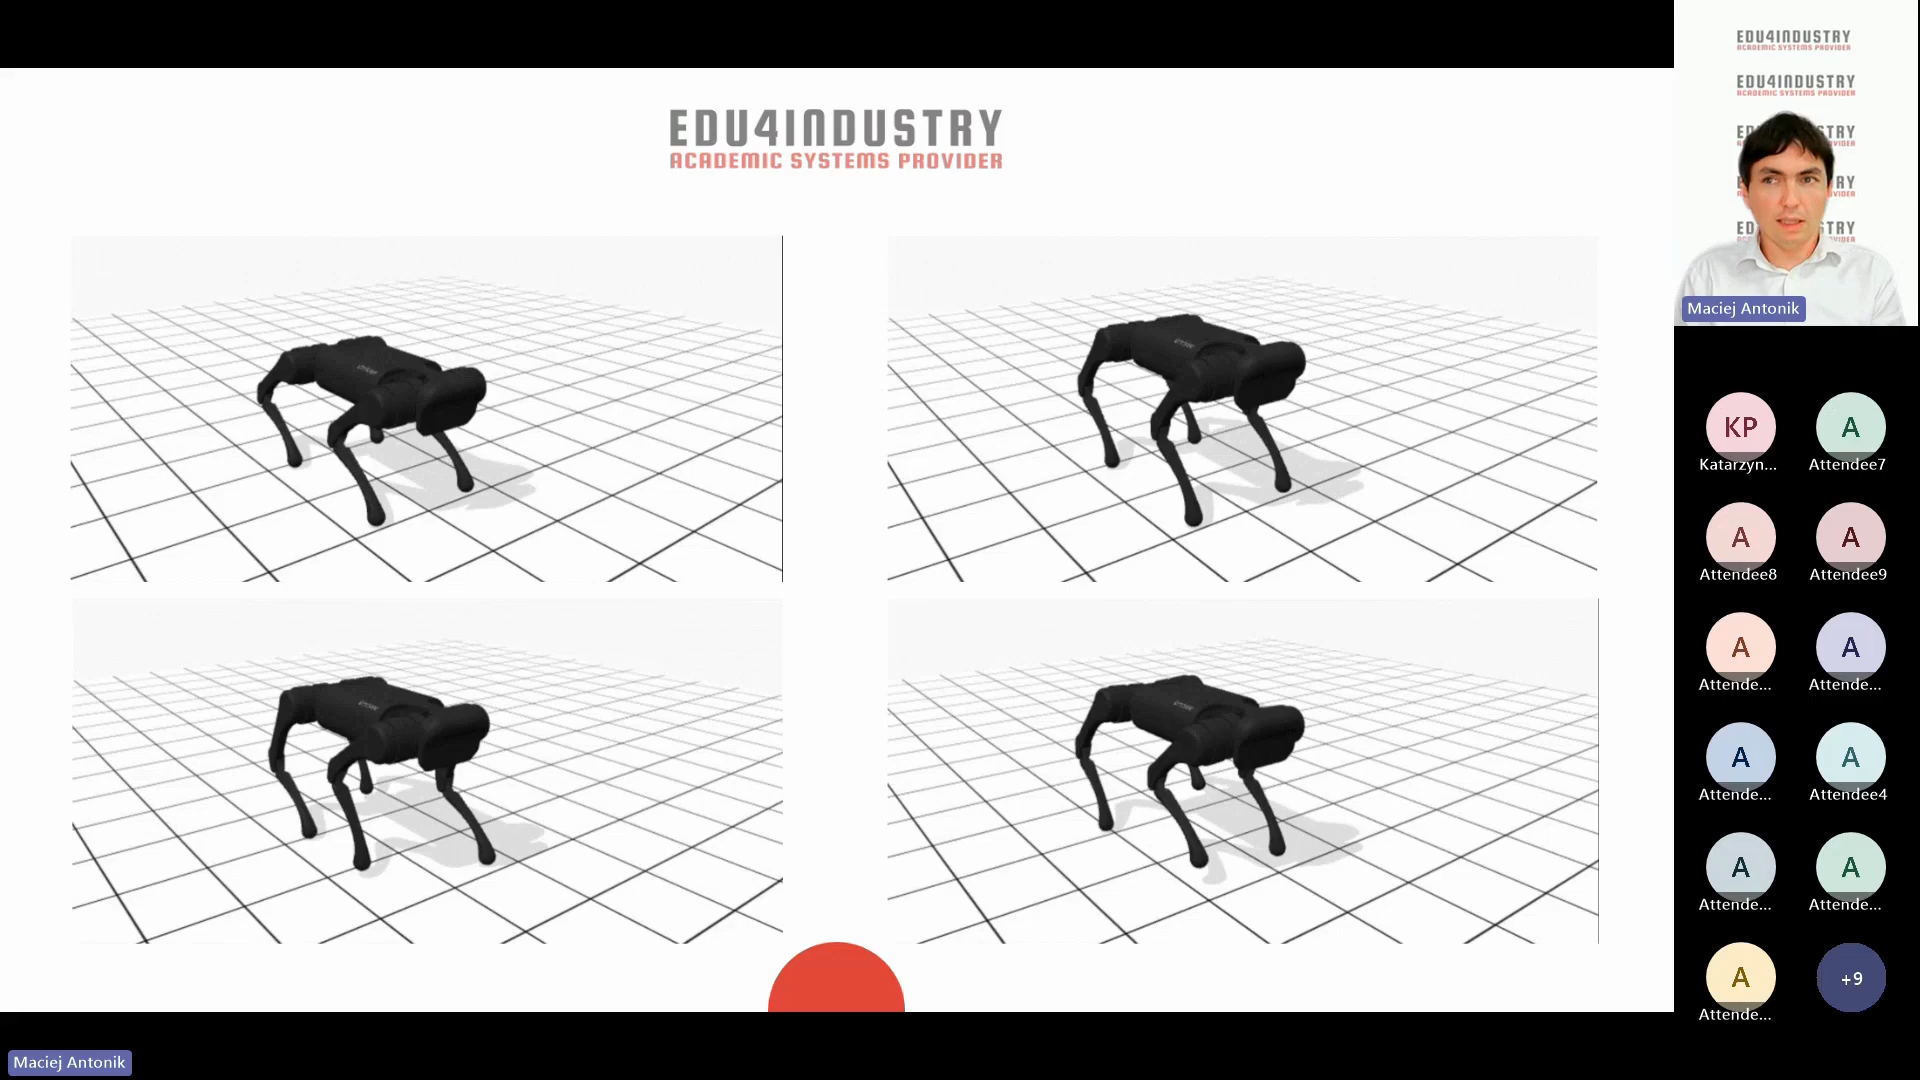 EDU4INDUSTRY
ACADEMIC SYSTEMS PROVIDER
EDU4INDUSTRY
ACADEMIC SYSTEMS PROVIDER
EDU4INDUSTRY
ACADEMIC SYSTEMS PROVIDER
Maciej Antonik
KP
Katarzyn...
A
Attendee7
A
Attendee8
A
Attendee9
A
Attende...
A
Attende...
A
Attende...
A
Attendee4
A
Attende...
A
Attende...
A
Attende...
+9
Maciej Antonik